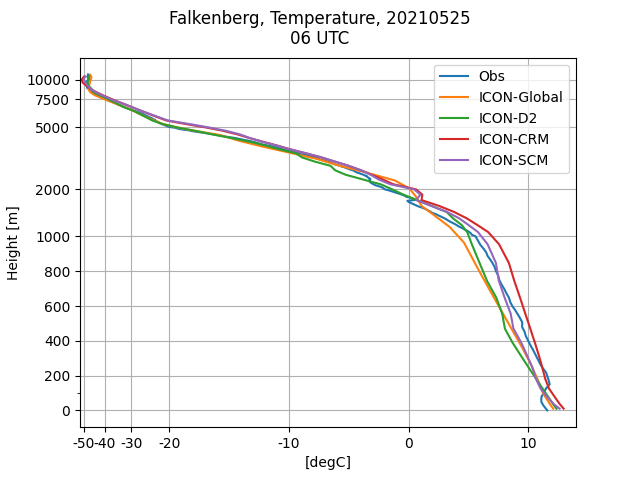 Falkenberg, Temperature, 20210525
06 UTC
Obs
ICON-Global
ICON-D2
ICON-CRM
ICON-SCM
10000
7500
5000
2000
1000
800
600
400
200
0
Height [m]
-50 -40 -30 -20 -10 0 10
[degC]